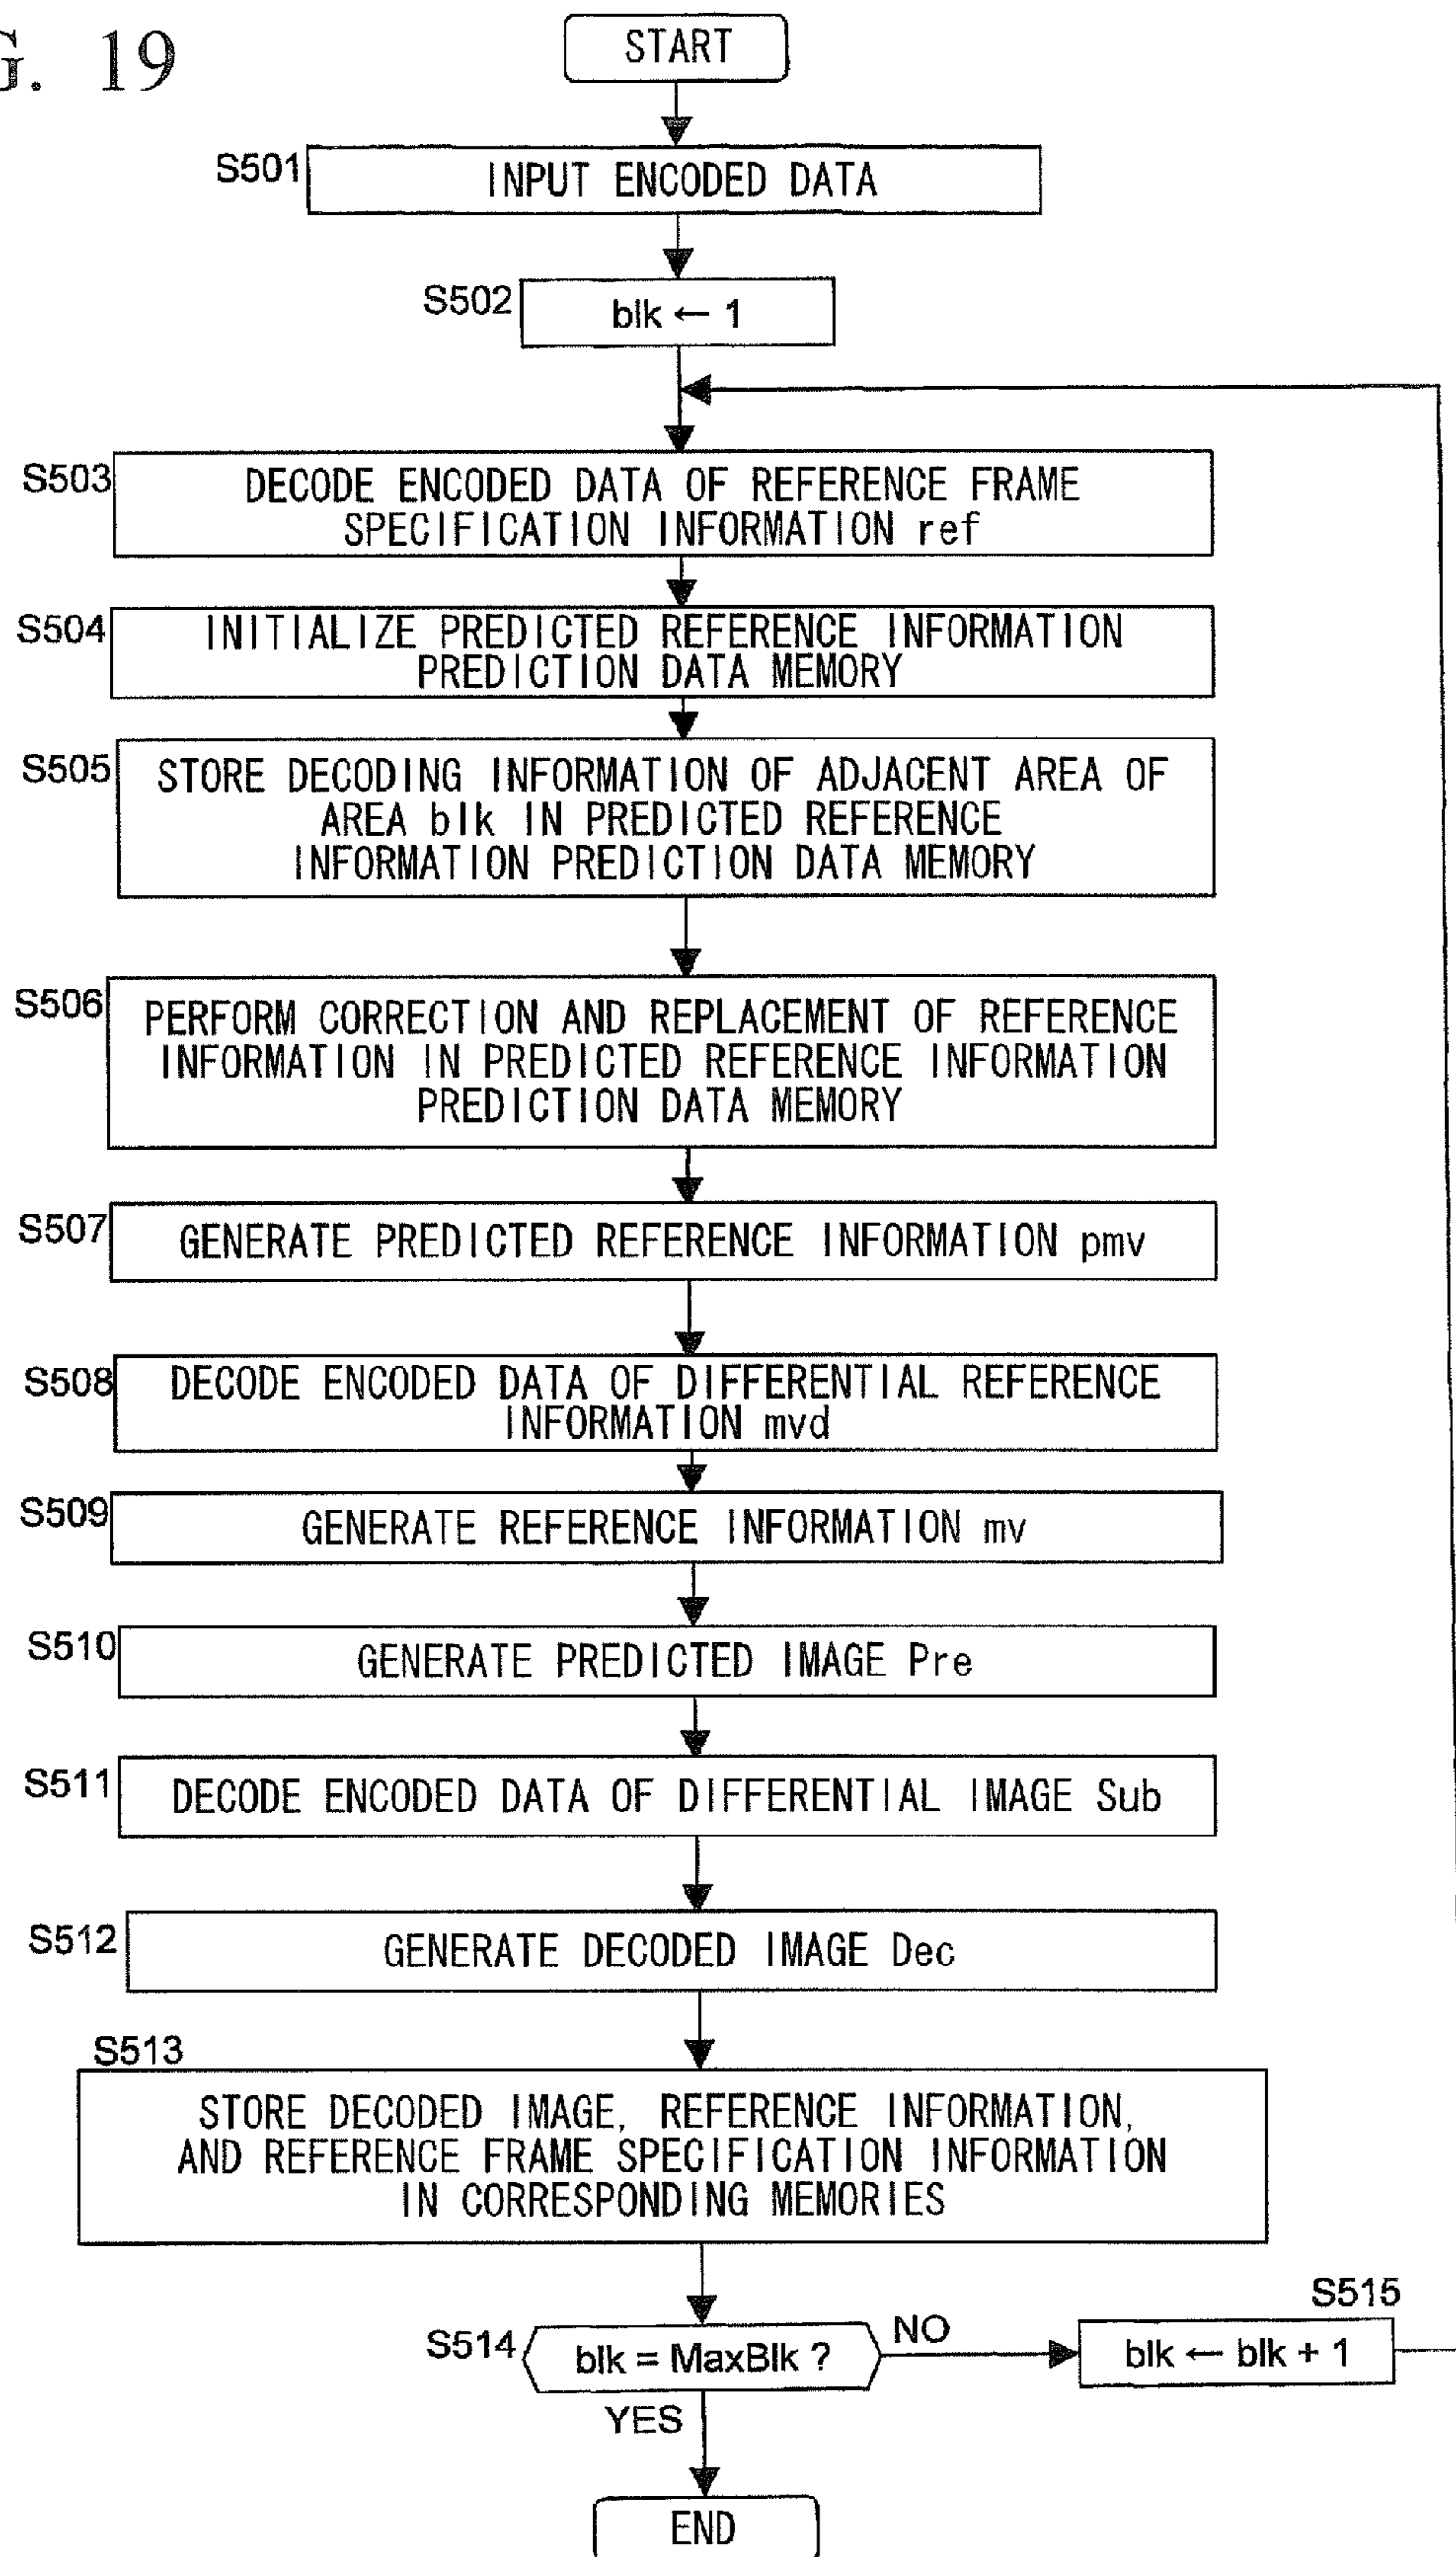 G. 19
START
S501
INPUT ENCODED DATA
S502
blk ← 1
S503
DECODE ENCODED DATA OF REFERENCE FRAME
SPECIFICATION INFORMATION ref
S504
INITIALIZE PREDICTED REFERENCE INFORMATION
PREDICTION DATA MEMORY
S505
STORE DECODING INFORMATION OF ADJACENT AREA OF
AREA blk IN PREDICTED REFERENCE
INFORMATION PREDICTION DATA MEMORY
S506
PERFORM CORRECTION AND REPLACEMENT OF REFERENCE
INFORMATION IN PREDICTED REFERENCE INFORMATION
PREDICTION DATA MEMORY
S507
GENERATE PREDICTED REFERENCE INFORMATION pmv
S508
DECODE ENCODED DATA OF DIFFERENTIAL REFERENCE
INFORMATION mvd
S509
GENERATE REFERENCE INFORMATION mv
S510
GENERATE PREDICTED IMAGE Pre
S511
DECODE ENCODED DATA OF DIFFERENTIAL IMAGE Sub
S512
GENERATE DECODED IMAGE Dec
S513
STORE DECODED IMAGE, REFERENCE INFORMATION,
AND REFERENCE FRAME SPECIFICATION INFORMATION
IN CORRESPONDING MEMORIES
S514
blk = MaxBlk ?
NO
S515
blk ← blk + 1
YES
END